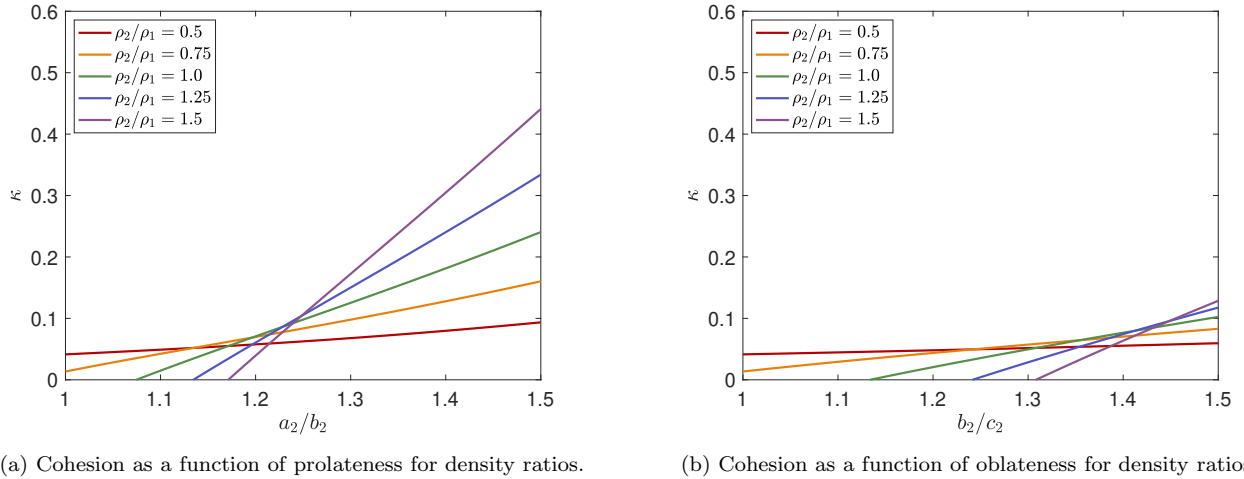 0.6
0.5
0.4
0.3
0.2
0.1
0
κ
ρ₂/ρ₁ = 0.5
ρ₂/ρ₁ = 0.75
ρ₂/ρ₁ = 1.0
ρ₂/ρ₁ = 1.25
ρ₂/ρ₁ = 1.5
1 1.1 1.2 1.3 1.4 1.5
a₂/b₂
(a) Cohesion as a function of prolateness for density ratios.
0.6
0.5
0.4
0.3
0.2
0.1
0
κ
ρ₂/ρ₁ = 0.5
ρ₂/ρ₁ = 0.75
ρ₂/ρ₁ = 1.0
ρ₂/ρ₁ = 1.25
ρ₂/ρ₁ = 1.5
1 1.1 1.2 1.3 1.4 1.5
b₂/c₂
(b) Cohesion as a function of oblateness for density ratio